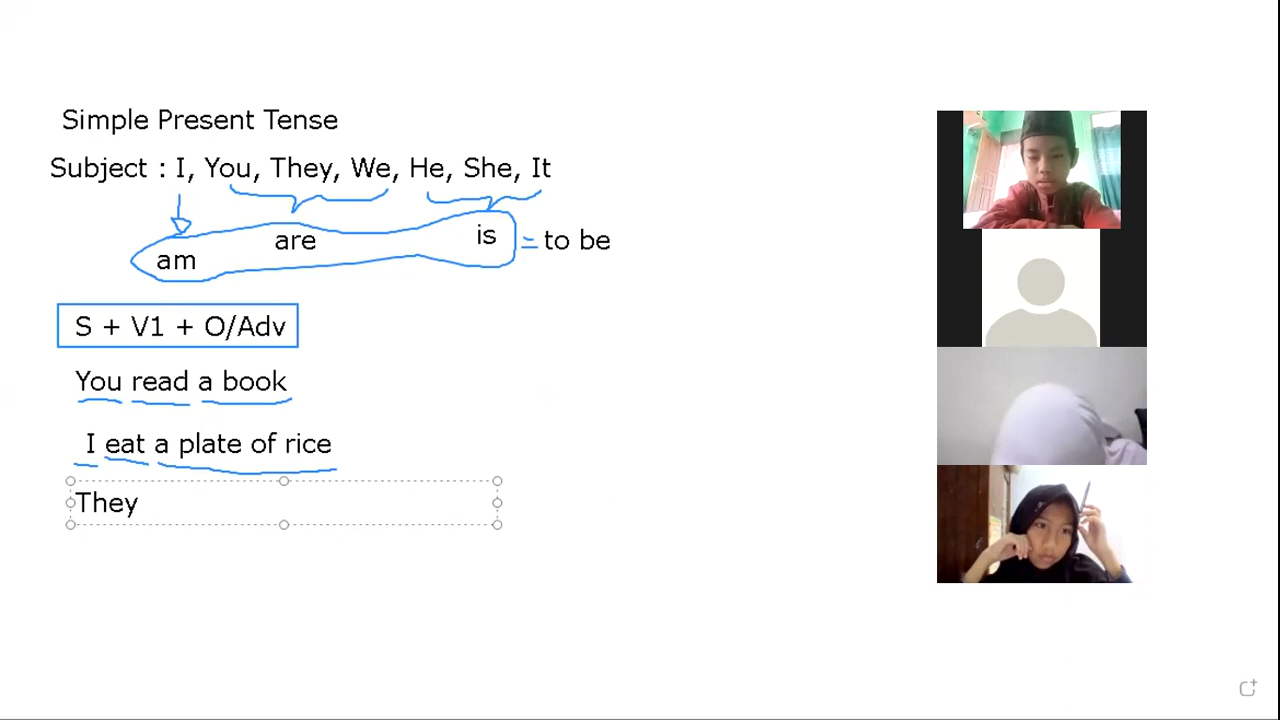 Simple Present Tense
Subject : I, You, They, We, He, She, It
am are is = to be
S + V1 + O/Adv
You read a book
I eat a plate of rice
They